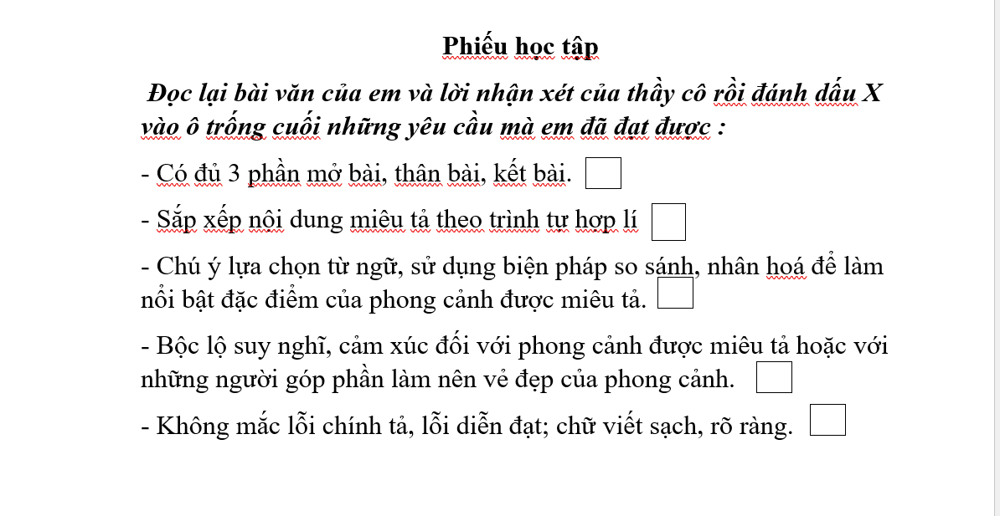 Phiếu học tập
Đọc lại bài văn của em và lời nhận xét của thầy cô rồi đánh dấu X
vào ô trống cuối những yêu cầu mà em đã đạt được :
- Có đủ 3 phần mở bài, thân bài, kết bài.
- Sắp xếp nội dung miêu tả theo trình tự hợp lí
- Chú ý lựa chọn từ ngữ, sử dụng biện pháp so sánh, nhân hoá để làm
nổi bật đặc điểm của phong cảnh được miêu tả.
- Bộc lộ suy nghĩ, cảm xúc đối với phong cảnh được miêu tả hoặc với
những người góp phần làm nên vẻ đẹp của phong cảnh.
- Không mắc lỗi chính tả, lỗi diễn đạt; chữ viết sạch, rõ ràng.